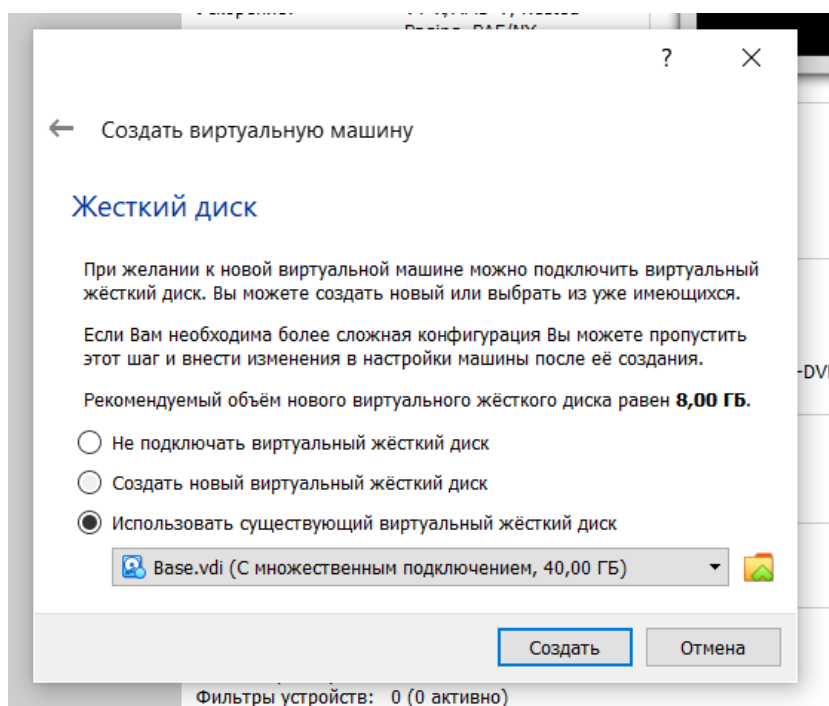 ?
Создать виртуальную машину
Жесткий диск
При желании к новой виртуальной машине можно подключить виртуальный
жёсткий диск. Вы можете создать новый или выбрать из уже имеющихся.
Если Вам необходима более сложная конфигурация Вы можете пропустить
этот шаг и внести изменения в настройки машины после её создания.
Рекомендуемый объём нового виртуального жёсткого диска равен 8,00 ГБ.
Не подключать виртуальный жёсткий диск
Создать новый виртуальный жёсткий диск
Использовать существующий виртуальный жёсткий диск
Base.vdi (С множественным подключением, 40,00 ГБ)
Создать
Отмена
Фильтры устройств: 0 (0 активно)